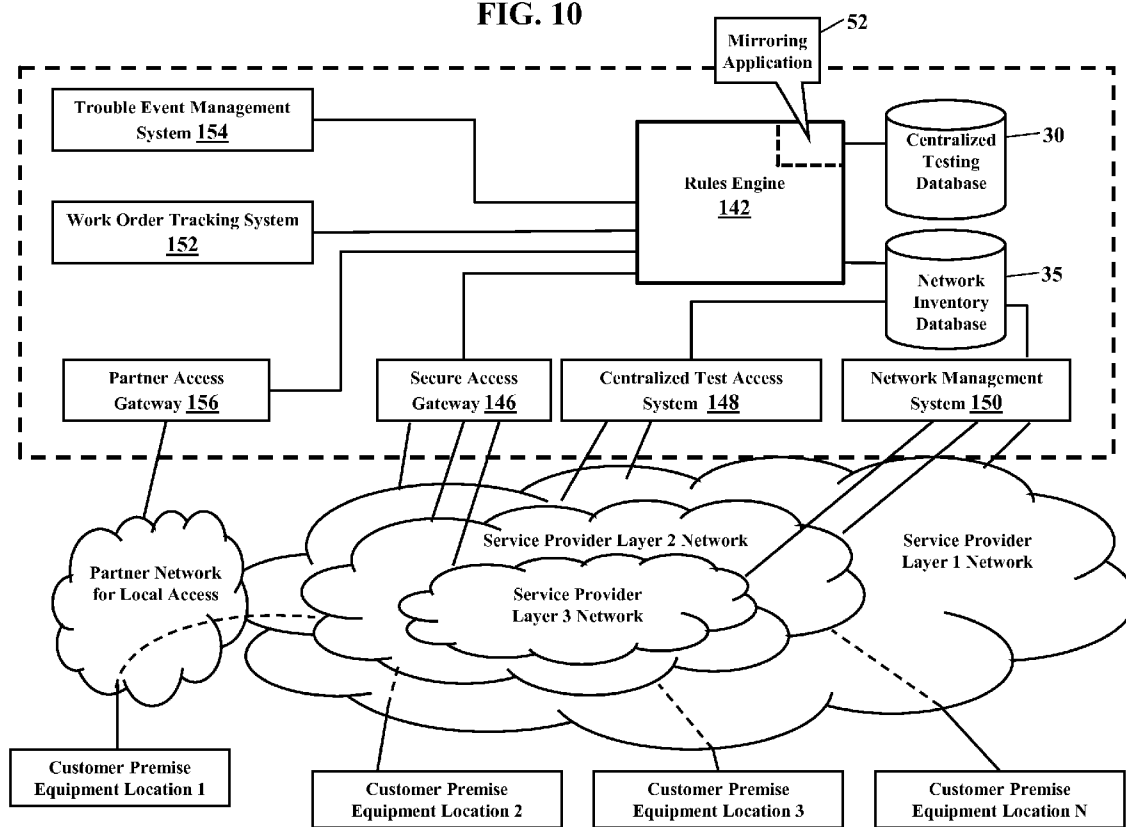 FIG. 10
Mirroring
Application
52
Trouble Event Management
System 154
Centralized
Testing
Database
30
Rules Engine
142
Work Order Tracking System
152
Network
Inventory
Database
35
Partner Access
Gateway 156
Secure Access
Gateway 146
Centralized Test Access
System 148
Network Management
System 150
Service Provider Layer 2 Network
Service Provider
Layer 1 Network
Partner Network
for Local Access
Service Provider
Layer 3 Network
Customer Premise
Equipment Location 1
Customer Premise
Equipment Location 2
Customer Premise
Equipment Location 3
Customer Premise
Equipment Location N